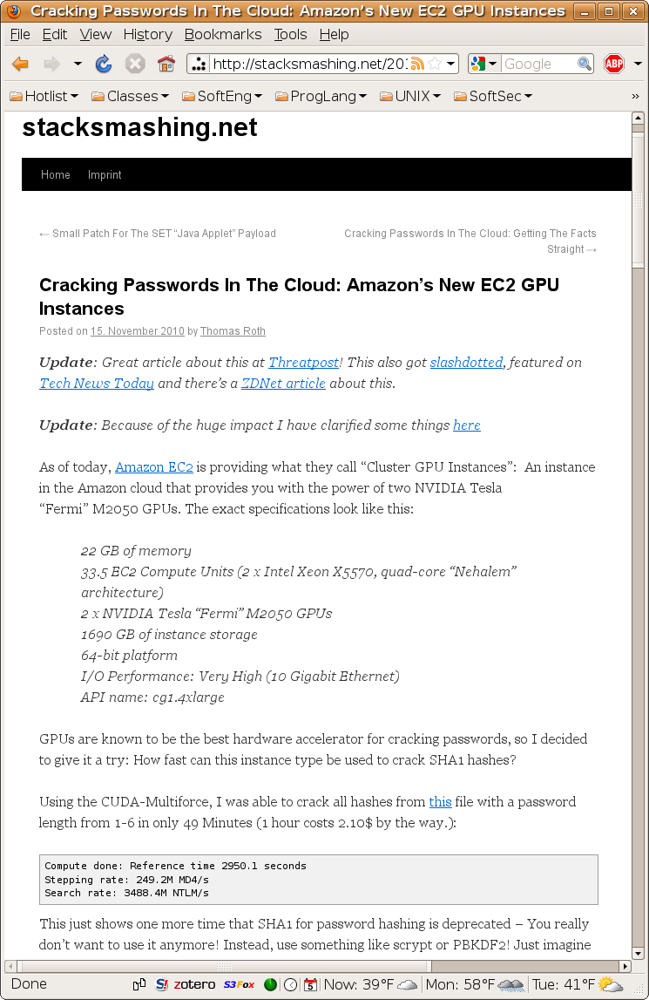 Cracking Passwords In The Cloud: Amazon's New EC2 GPU Instances
File Edit View History Bookmarks Tools Help
http://stacksmashing.net/201 Google ABP
Hotlist Classes SoftEng ProgLang UNIX SoftSec »
stacksmashing.net
Home Imprint
← Small Patch For The SET “Java Applet” Payload
Cracking Passwords In The Cloud: Getting The Facts
Straight →
Cracking Passwords In The Cloud: Amazon’s New EC2 GPU
Instances
Posted on 15. November 2010 by Thomas Roth
Update: Great article about this at Threatpost! This also got slashdotted, featured on
Tech News Today and there’s a ZDNet article about this.
Update: Because of the huge impact I have clarified some things here
As of today, Amazon EC2 is providing what they call “Cluster GPU Instances”: An instance
in the Amazon cloud that provides you with the power of two NVIDIA Tesla
“Fermi” M2050 GPUs. The exact specifications look like this:
22 GB of memory
33.5 EC2 Compute Units (2 x Intel Xeon X5570, quad-core “Nehalem”
architecture)
2 x NVIDIA Tesla “Fermi” M2050 GPUs
1690 GB of instance storage
64-bit platform
I/O Performance: Very High (10 Gigabit Ethernet)
API name: cg1.4xlarge
GPUs are known to be the best hardware accelerator for cracking passwords, so I decided
to give it a try: How fast can this instance type be used to crack SHA1 hashes?
Using the CUDA-Multiforce, I was able to crack all hashes from this file with a password
length from 1-6 in only 49 Minutes (1 hour costs 2.10$ by the way.):
Compute done: Reference time 2950.1 seconds
Stepping rate: 249.2M MD4/s
Search rate: 3488.4M NTLM/s
This just shows one more time that SHA1 for password hashing is deprecated – You really
don’t want to use it anymore! Instead, use something like scrypt or PBKDF2! Just imagine
Done S! zotero S3Fox 5 Now: 39°F Mon: 58°F Tue: 41°F